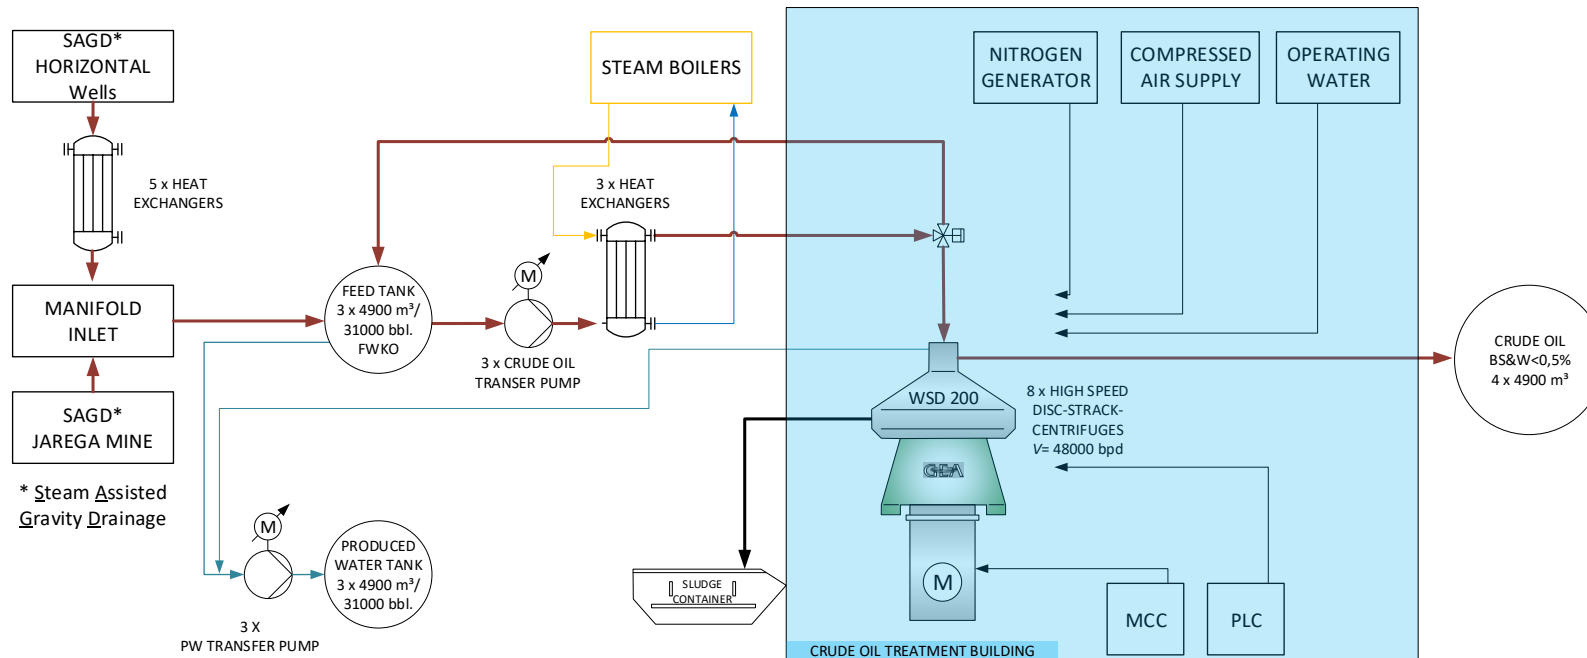 SAGD*
HORIZONTAL
Wells
5 x HEAT
EXCHANGERS
MANIFOLD
INLET
SAGD*
JAREGA MINE
* Steam Assisted
Gravity Drainage
STEAM BOILERS
3 x HEAT
EXCHANGERS
M
FEED TANK
3 x 4900 m³/
31000 bbl.
FWKO
3 x CRUDE OIL
TRANSER PUMP
M
PRODUCED
WATER TANK
3 x 4900 m³/
31000 bbl.
3 X
PW TRANSFER PUMP
SLUDGE
CONTAINER
NITROGEN
GENERATOR
COMPRESSED
AIR SUPPLY
OPERATING
WATER
WSD 200
GEA
M
8 x HIGH SPEED
DISC-STRACK-
CENTRIFUGES
V= 48000 bpd
MCC
PLC
CRUDE OIL TREATMENT BUILDING
CRUDE OIL
BS&W<0,5%
4 x 4900 m³